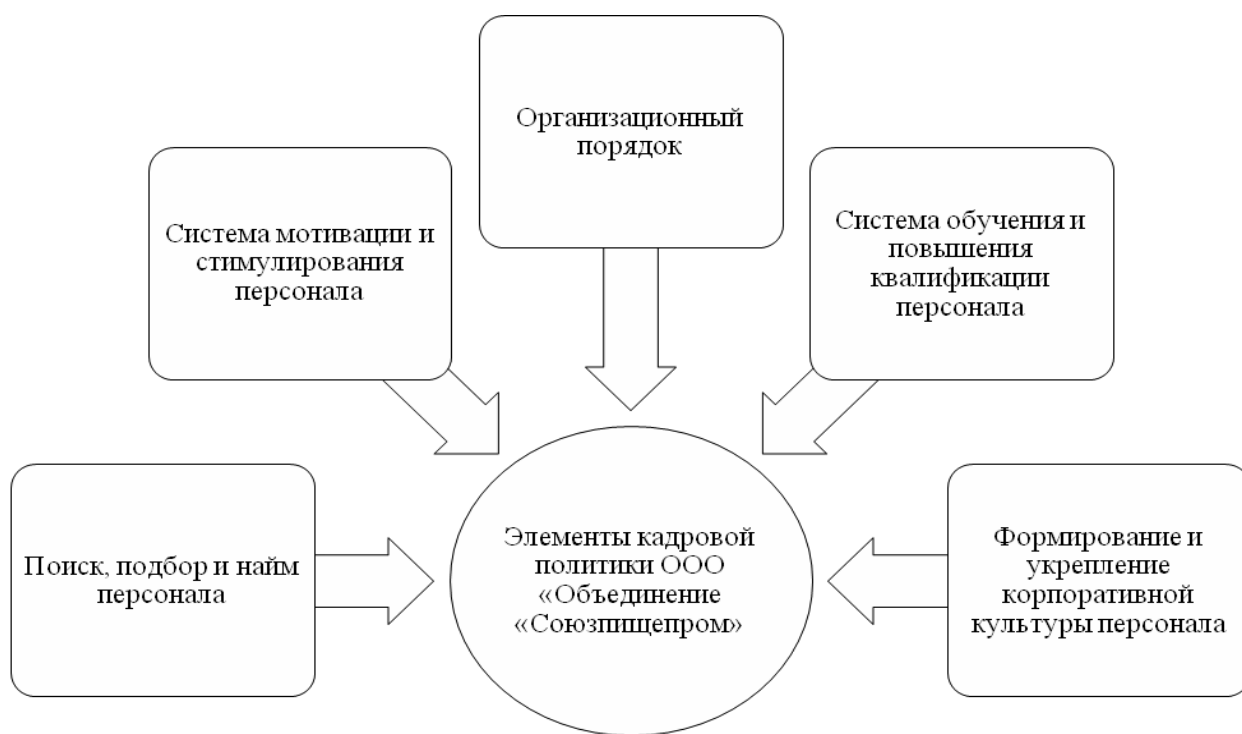 Организационный
порядок
Система мотивации и
стимулирования
персонала
Система обучения и
повышения
квалификации
персонала
Поиск, подбор и найм
персонала
Элементы кадровой
политики ООО
«Объединение
«Союзпищепром»
Формирование и
укрепление
корпоративной
культуры персонала